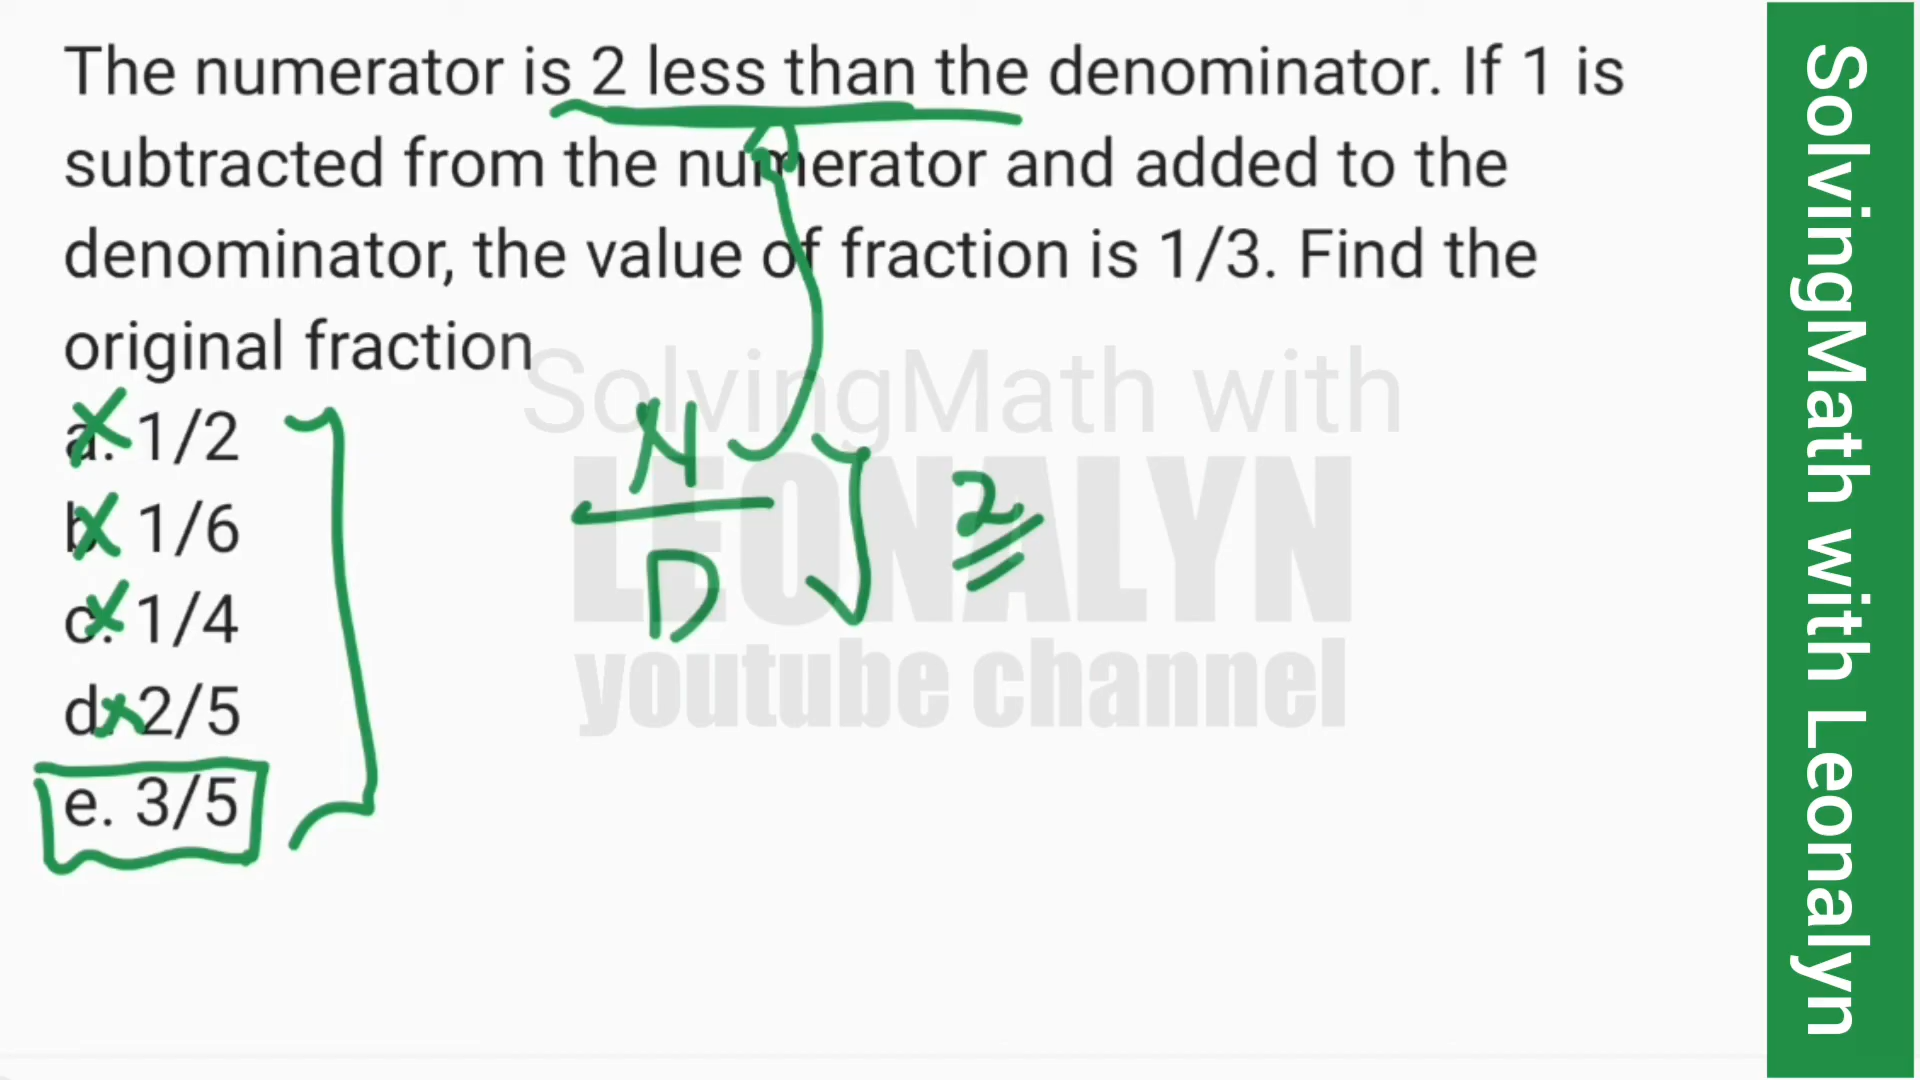 The numerator is 2 less than the denominator. If 1 is
subtracted from the numerator and added to the
denominator, the value of fraction is 1/3. Find the
original fraction
a. 1/2
b. 1/6
c. 1/4
d. 2/5
e. 3/5
N
D
2
SolvingMath with
LEONALYN
youtube channel
SolvingMath with Leonalyn